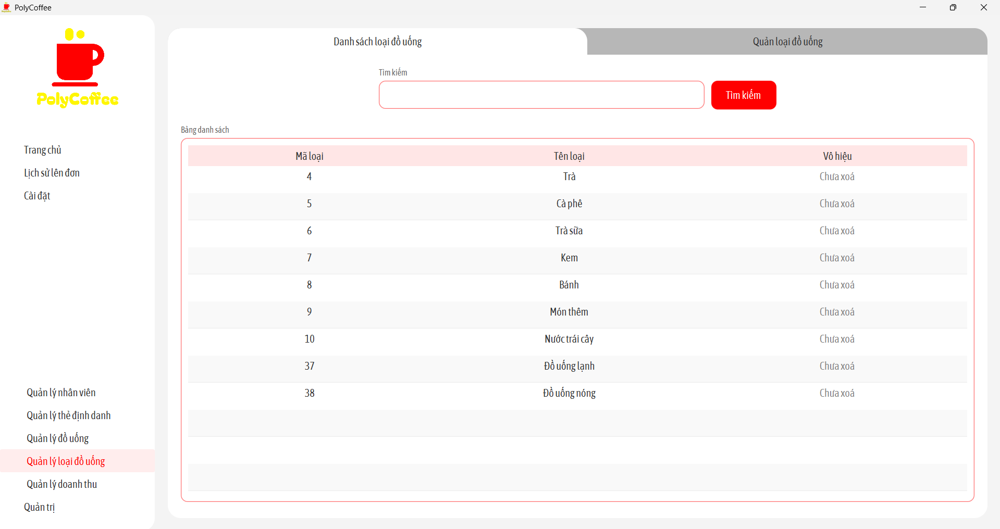 PolyCoffee
PolyCoffee
Trang chủ
Lịch sử lên đơn
Cài đặt
Quản lý nhân viên
Quản lý thẻ định danh
Quản lý đồ uống
Quản lý loại đồ uống
Quản lý doanh thu
Quản trị
Danh sách loại đồ uống
Quản loại đồ uống
Tìm kiếm
Tìm kiếm
Bảng danh sách
Mã loại Tên loại Vô hiệu
4 Trà Chưa xoá
5 Cà phê Chưa xoá
6 Trà sữa Chưa xoá
7 Kem Chưa xoá
8 Bánh Chưa xoá
9 Món thêm Chưa xoá
10 Nước trái cây Chưa xoá
37 Đồ uống lạnh Chưa xoá
38 Đồ uống nóng Chưa xoá